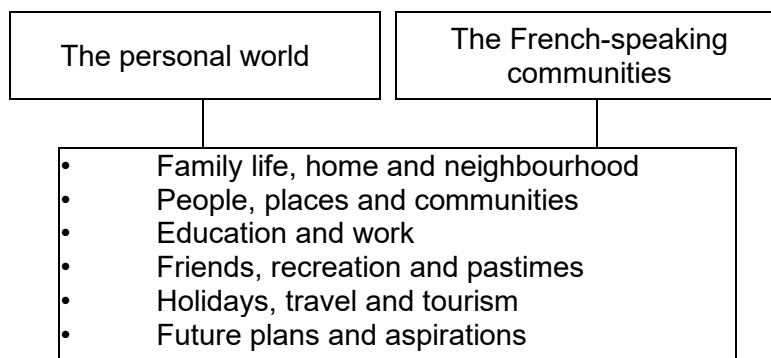 The personal world
The French-speaking
communities
• Family life, home and neighbourhood
• People, places and communities
• Education and work
• Friends, recreation and pastimes
• Holidays, travel and tourism
• Future plans and aspirations